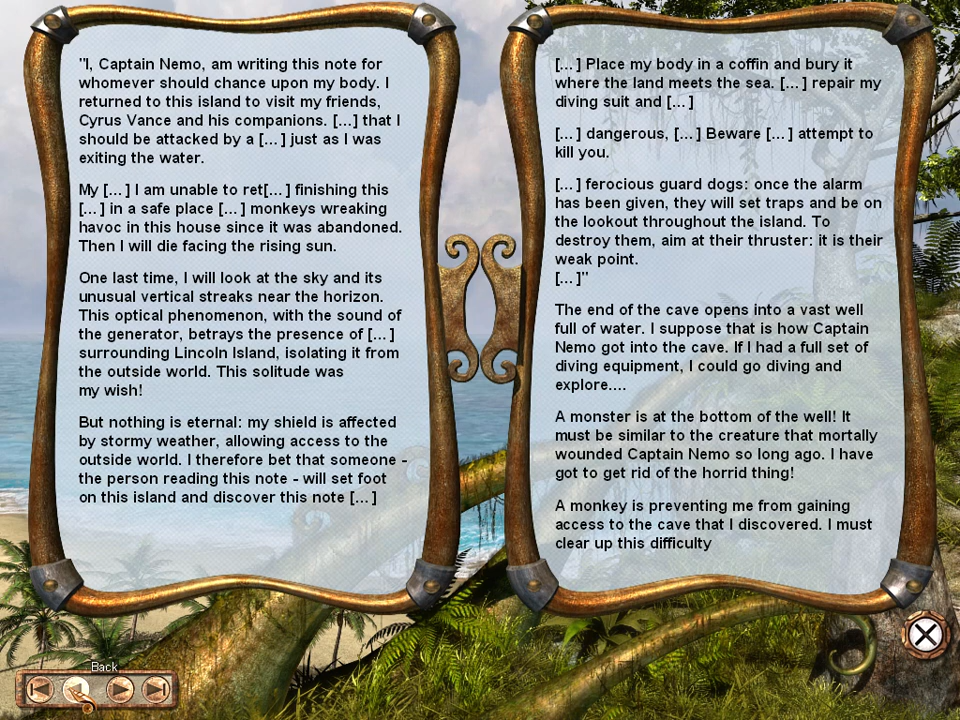 "I, Captain Nemo, am writing this note for
whomever should chance upon my body. I
returned to this island to visit my friends,
Cyrus Vance and his companions. [...] that I
should be attacked by a [...] just as I was
exiting the water.
My [...] I am unable to ret[...] finishing this
[...] in a safe place [...] monkeys wreaking
havoc in this house since it was abandoned.
Then I will die facing the rising sun.
One last time, I will look at the sky and its
unusual vertical streaks near the horizon.
This optical phenomenon, with the sound of
the generator, betrays the presence of [...]
surrounding Lincoln Island, isolating it from
the outside world. This solitude was
my wish!
But nothing is eternal: my shield is affected
by stormy weather, allowing access to the
outside world. I therefore bet that someone -
the person reading this note - will set foot
on this island and discover this note [...]
[...] Place my body in a coffin and bury it
where the land meets the sea. [...] repair my
diving suit and [...]
[...] dangerous, [...] Beware [...] attempt to
kill you.
[...] ferocious guard dogs: once the alarm
has been given, they will set traps and be on
the lookout throughout the island. To
destroy them, aim at their thruster: it is their
weak point.
[...]"
The end of the cave opens into a vast well
full of water. I suppose that is how Captain
Nemo got into the cave. If I had a full set of
diving equipment, I could go diving and
explore....
A monster is at the bottom of the well! It
must be similar to the creature that mortally
wounded Captain Nemo so long ago. I have
got to get rid of the horrid thing!
A monkey is preventing me from gaining
access to the cave that I discovered. I must
clear up this difficulty
Back